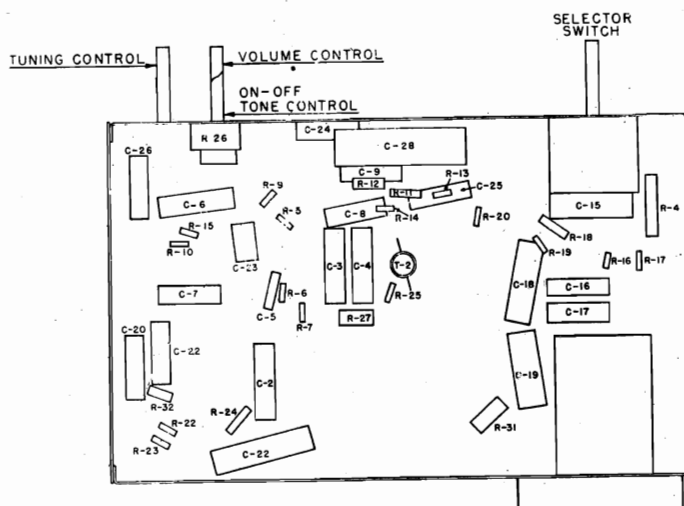 SELECTOR
SWITCH
TUNING CONTROL
VOLUME CONTROL
ON-OFF
TONE CONTROL
R 26
C-24
C-28
C-26
C-9
R-13
R-12
R-11
C-25
R-9
C-6
C-8
R-14
R-4
C-15
R-20
R-15
R-18
R-10
C-23
R-19
C-3
C-4
T-2
R-16
R-17
C-18
C-7
R-6
C-5
R-25
C-16
R-7
R-27
C-17
C-20
C-22
C-2
C-19
R-32
R-24
R-22
R-23
R-31
C-22